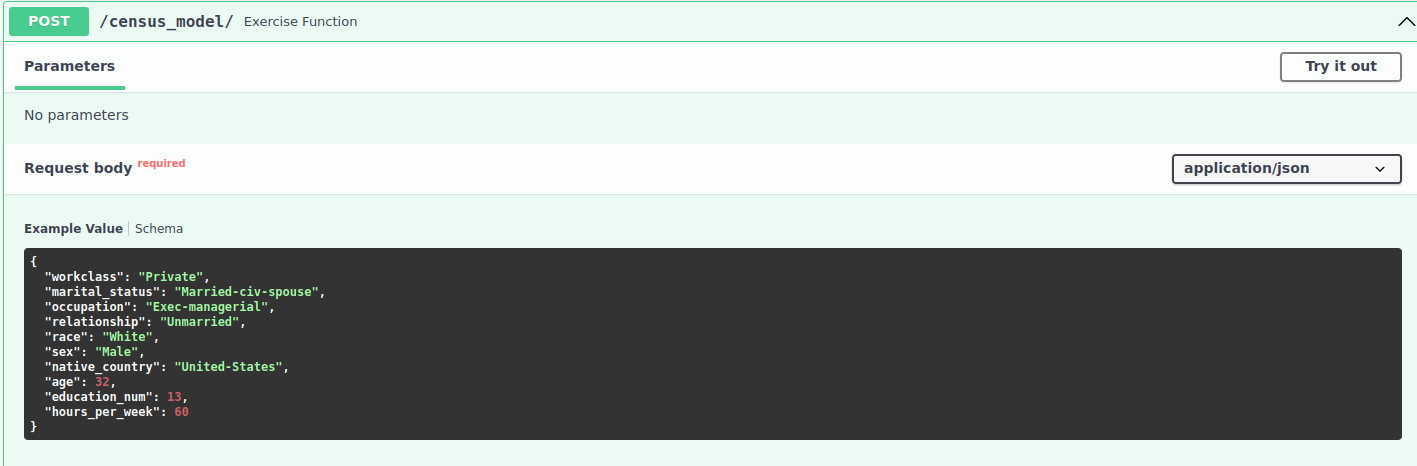 POST /census_model/ Exercise Function
Parameters
Try it out
No parameters
Request body required
application/json
Example Value Schema
{
  "workclass": "Private",
  "marital_status": "Married-civ-spouse",
  "occupation": "Exec-managerial",
  "relationship": "Unmarried",
  "race": "White",
  "sex": "Male",
  "native_country": "United-States",
  "age": 32,
  "education_num": 13,
  "hours_per_week": 60
}